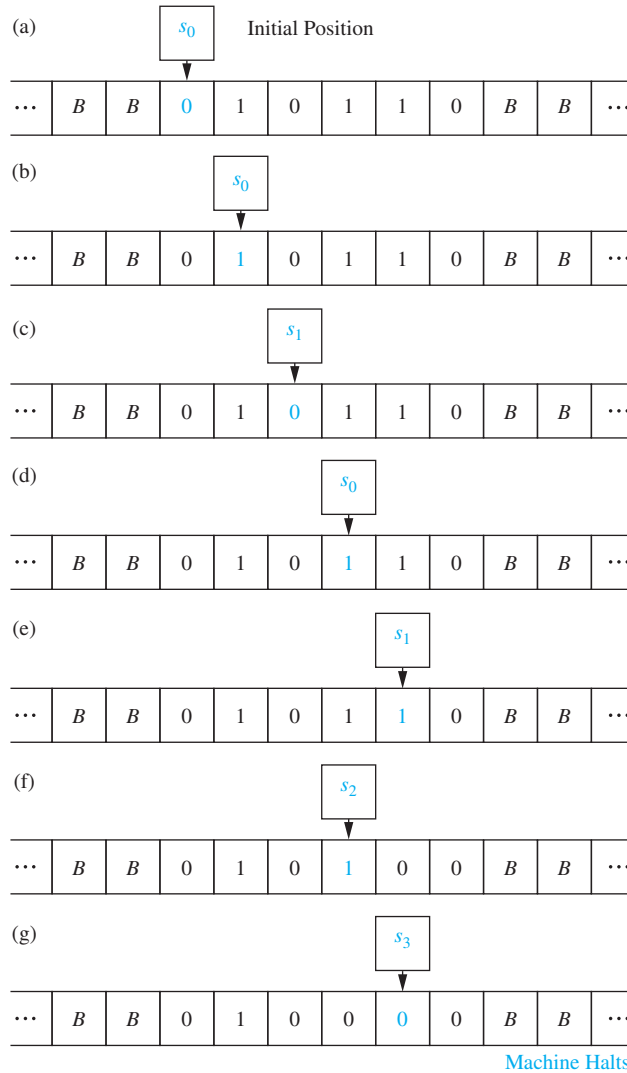 (a) s₀ Initial Position
··· B B 0 1 0 1 1 0 B B ···
(b) s₀
··· B B 0 1 0 1 1 0 B B ···
(c) s₁
··· B B 0 1 0 1 1 0 B B ···
(d) s₀
··· B B 0 1 0 1 1 0 B B ···
(e) s₁
··· B B 0 1 0 1 1 0 B B ···
(f) s₂
··· B B 0 1 0 1 0 0 B B ···
(g) s₃
··· B B 0 1 0 0 0 0 B B ···
Machine Halts